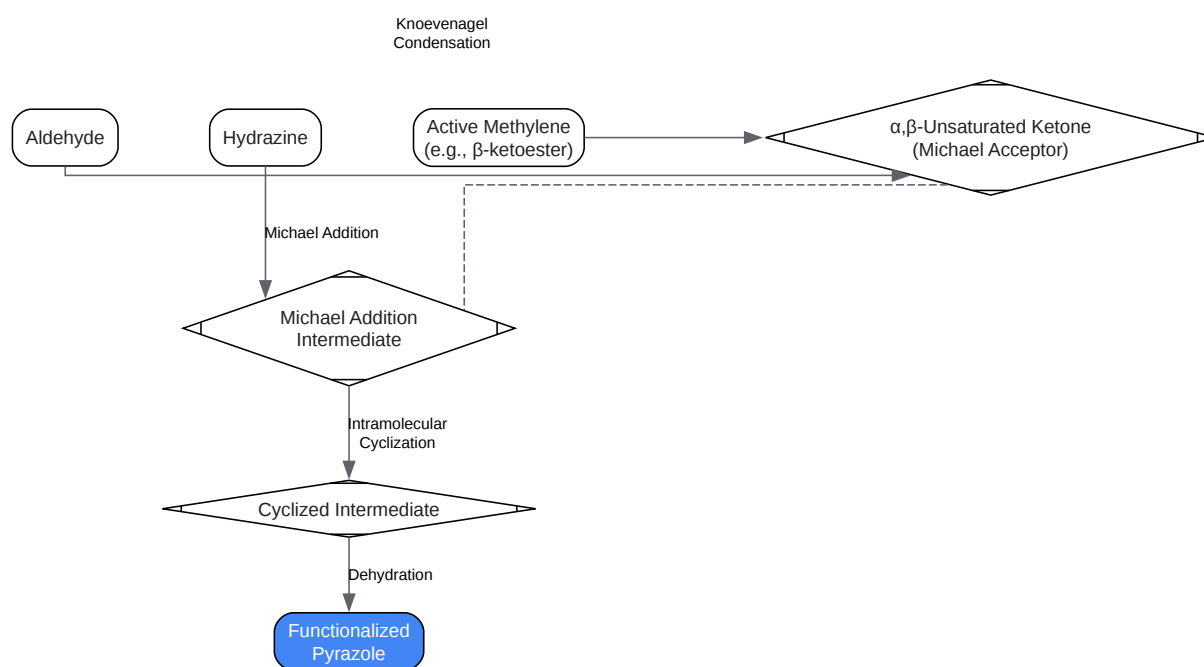 Knoevenagel
Condensation
Aldehyde
Hydrazine
Active Methylene
(e.g., β-ketoester)
α,β-Unsaturated Ketone
(Michael Acceptor)
Michael Addition
Michael Addition
Intermediate
Intramolecular
Cyclization
Cyclized Intermediate
Dehydration
Functionalized
Pyrazole